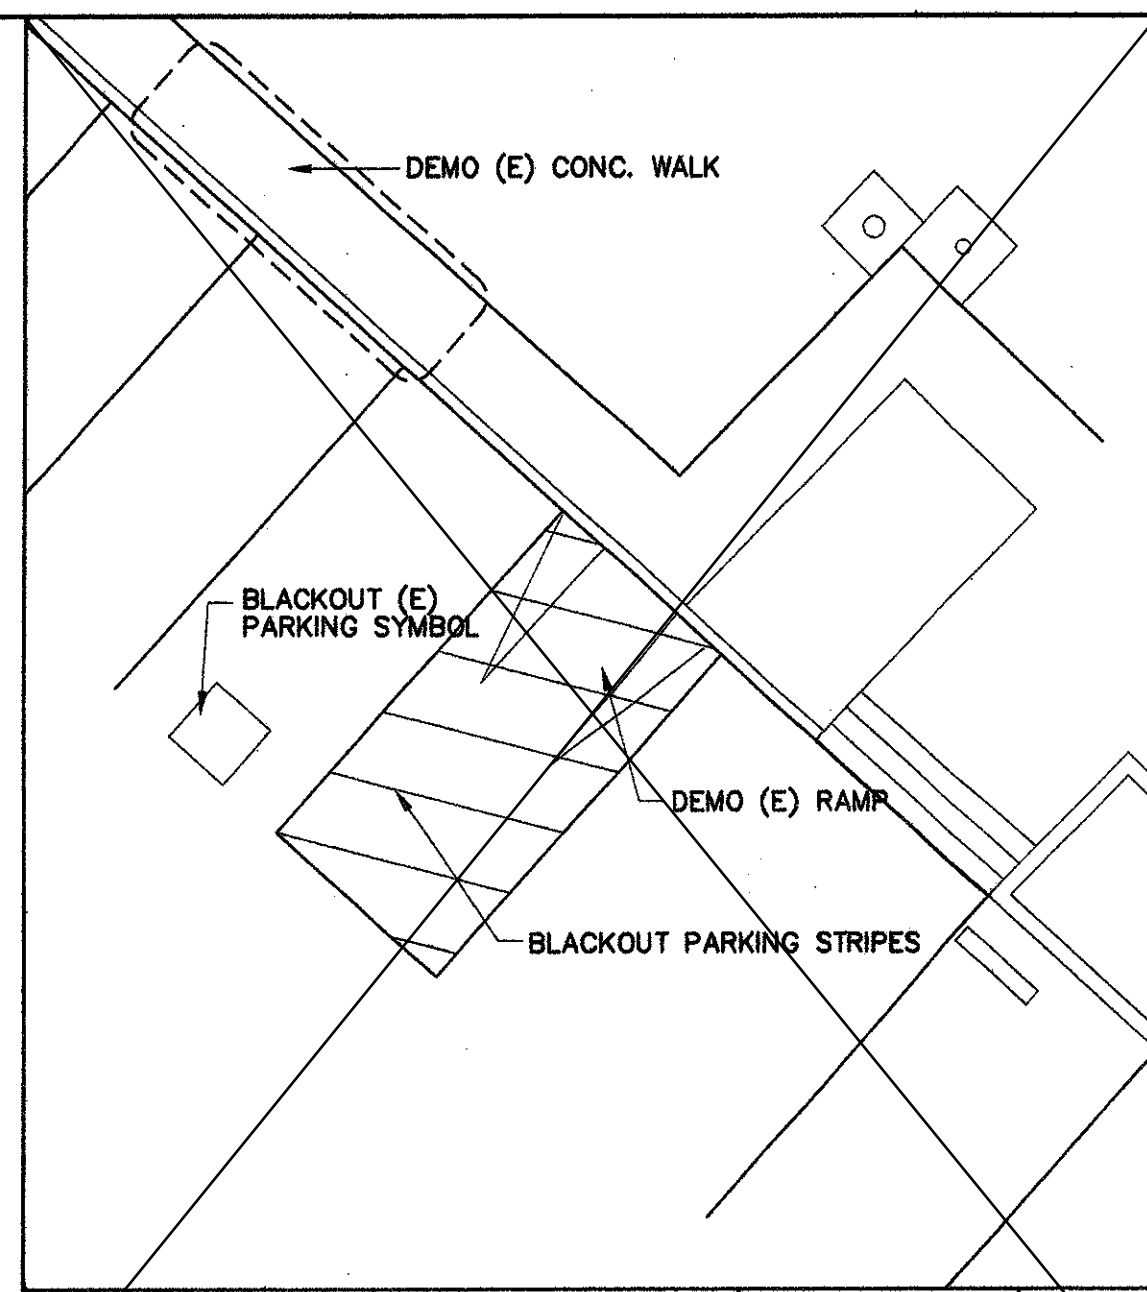 DEMO (E) CONC. WALK
BLACKOUT (E)
PARKING SYMBOL
DEMO (E) RAMP
BLACKOUT PARKING STRIPES